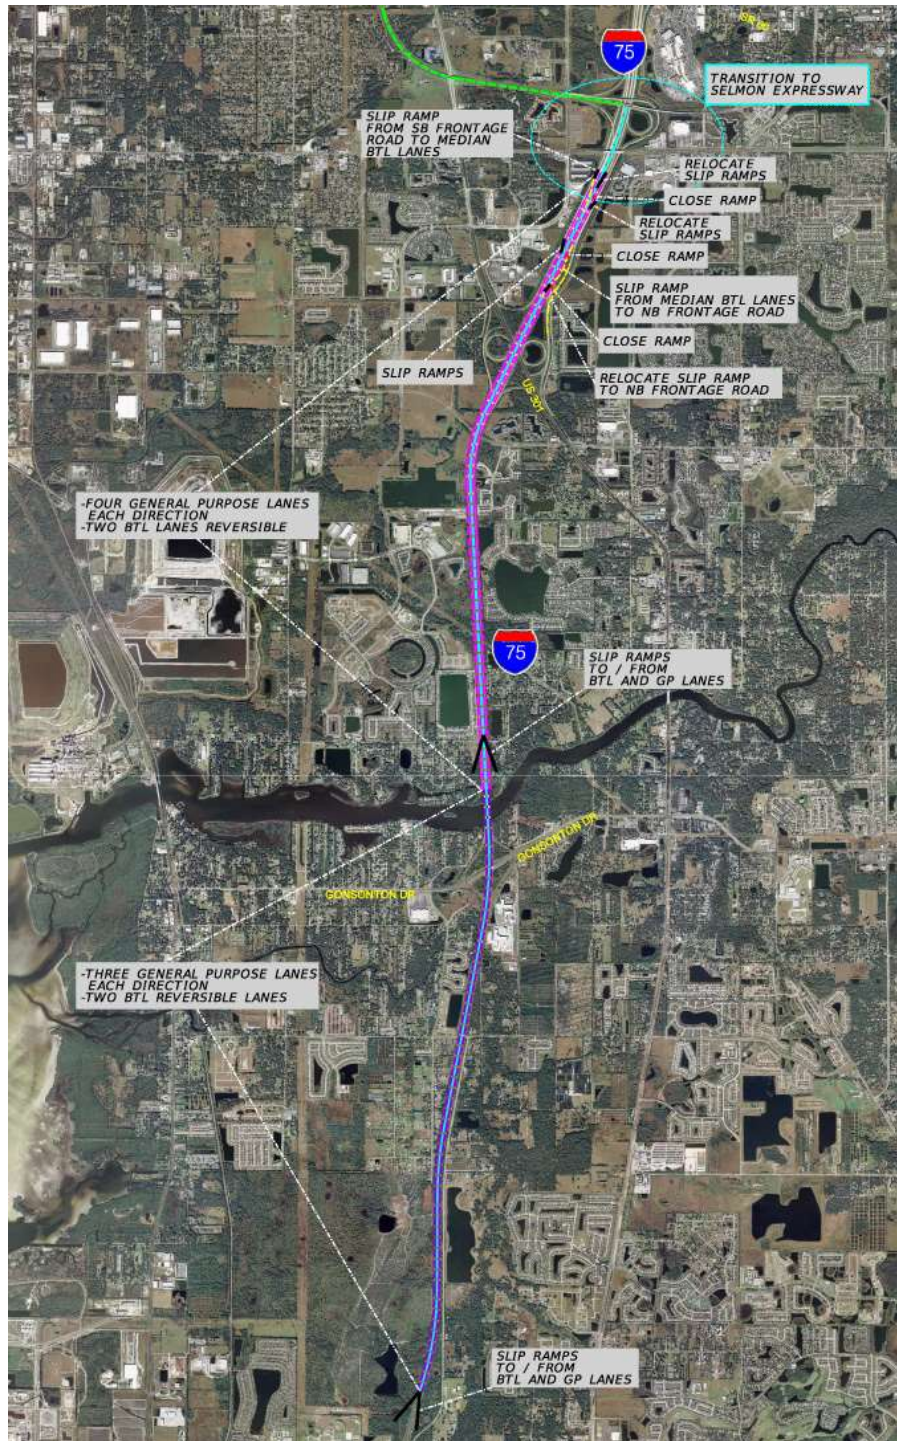 SR 60
75
TRANSITION TO
SELMON EXPRESSWAY
SLIP RAMP
FROM SB FRONTAGE
ROAD TO MEDIAN
BTL LANES
RELOCATE
SLIP RAMPS
CLOSE RAMP
RELOCATE
SLIP RAMPS
CLOSE RAMP
SLIP RAMP
FROM MEDIAN BTL LANES
TO NB FRONTAGE ROAD
CLOSE RAMP
SLIP RAMPS
RELOCATE SLIP RAMP
TO NB FRONTAGE ROAD
US 301
-FOUR GENERAL PURPOSE LANES
EACH DIRECTION
-TWO BTL LANES REVERSIBLE
75
SLIP RAMPS
TO / FROM
BTL AND GP LANES
GONSONTON DR
GONSONTON DR
-THREE GENERAL PURPOSE LANES
EACH DIRECTION
-TWO BTL REVERSIBLE LANES
SLIP RAMPS
TO / FROM
BTL AND GP LANES